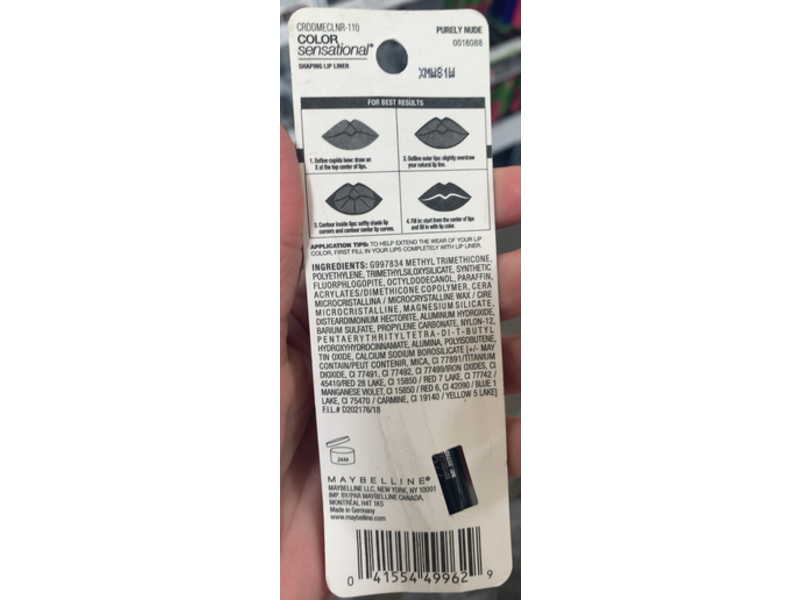 CRDDMECLNR-110
COLOR
sensational®
SHAPING LIP LINER
PURELY NUDE
0018088
XMW81W
FOR BEST RESULTS
1. Define cupids bow: draw an
X at the top center of lips.
2. Define outer lips: slightly overdraw
your natural lip line.
3. Contour inside lips: softly shade lip
corners and contour center lip curves.
4. Fill in: start from the center of lips
and fill in with lip color.
APPLICATION TIPS: TO HELP EXTEND THE WEAR OF YOUR LIP
COLOR, FIRST FILL IN YOUR LIPS COMPLETELY WITH LIP LINER.
INGREDIENTS: G997834 METHYL TRIMETHICONE,
POLYETHYLENE, TRIMETHYLSILOXYSILICATE, SYNTHETIC
FLUORPHLOGOPITE, OCTYLDODECANOL, PARAFFIN,
ACRYLATES/DIMETHICONE COPOLYMER, CERA
MICROCRISTALLINA / MICROCRYSTALLINE WAX / CIRE
MICROCRISTALLINE, MAGNESIUM SILICATE,
DISTEARDIMONIUM HECTORITE, ALUMINUM HYDROXIDE,
BARIUM SULFATE, PROPYLENE CARBONATE, NYLON-12,
PENTAERYTHRITYL TETRA-DI-T-BUTYL
HYDROXYHYDROCINNAMATE, ALUMINA, POLYISOBUTENE,
TIN OXIDE, CALCIUM SODIUM BOROSILICATE [+/- MAY
CONTAIN/PEUT CONTENIR, MICA, CI 77891/TITANIUM
DIOXIDE, CI 77491, CI 77492, CI 77499/IRON OXIDES, CI
45410/RED 28 LAKE, CI 15850 / RED 7 LAKE, CI 77742 /
MANGANESE VIOLET, CI 15850 / RED 6, CI 42090 / BLUE 1
LAKE, CI 75470 / CARMINE, CI 19140 / YELLOW 5 LAKE]
F.I.L.# D202176/18
24M
MAYBELLINE®
MAYBELLINE LLC, NEW YORK, NY 10001
IMP. BY/PAR MAYBELLINE CANADA,
MONTRÉAL H4T 1K5
Made in Germany
www.maybelline.com
0 41554 49962 9